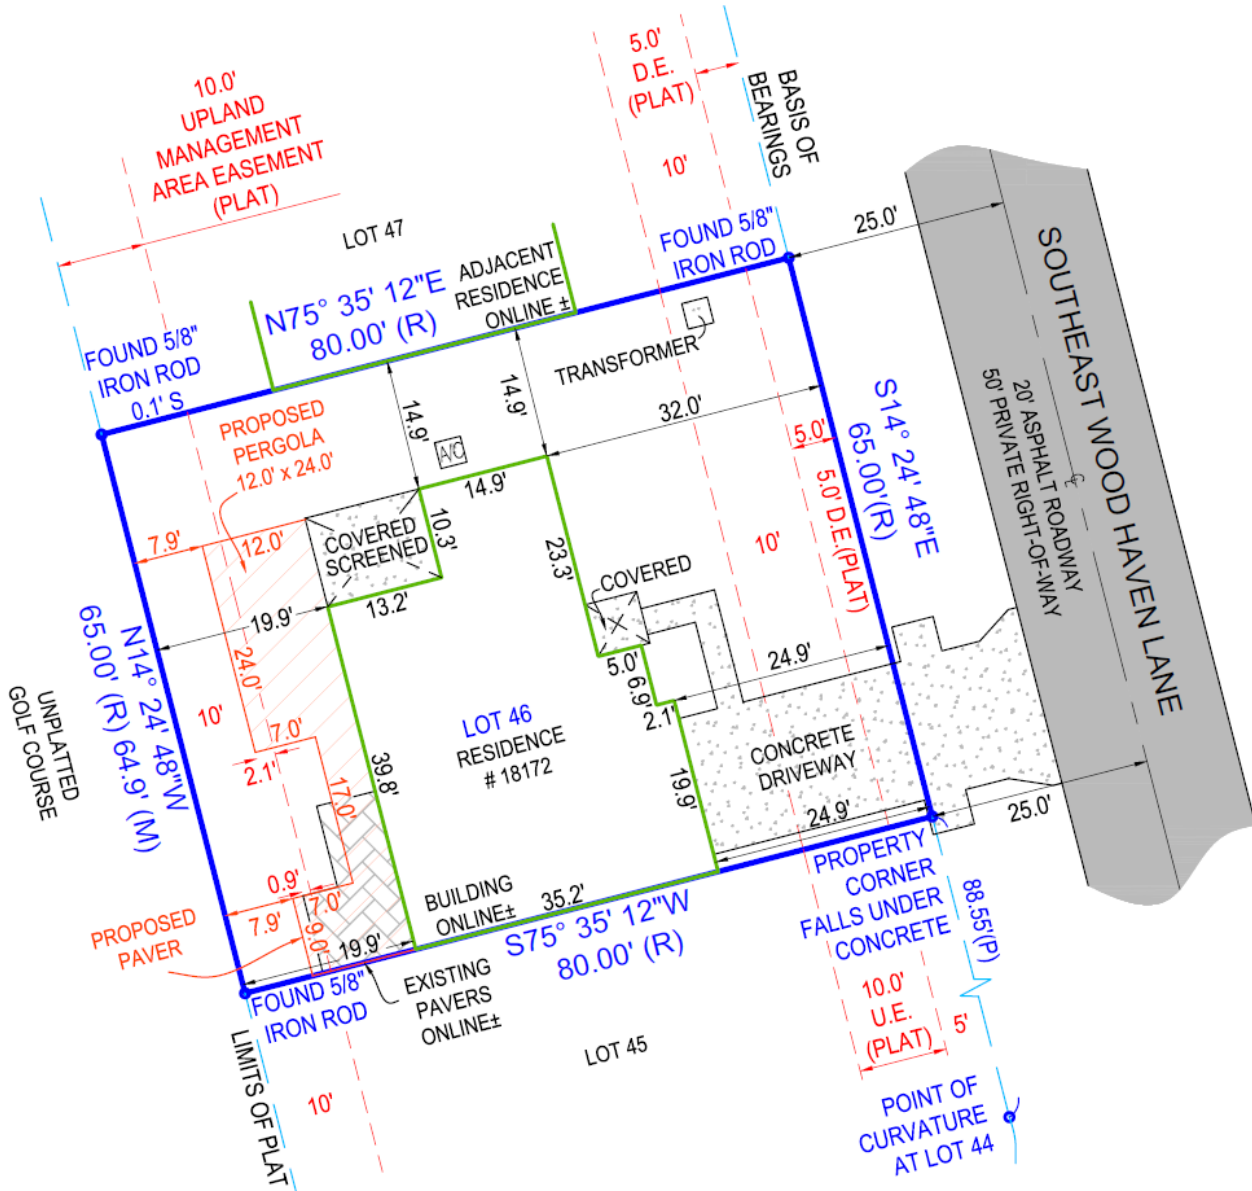 10.0'
UPLAND
MANAGEMENT
AREA EASEMENT
(PLAT)
5.0'
D.E.
(PLAT)
10'
BASIS OF
BEARINGS
LOT 47
25.0'
FOUND 5/8"
IRON ROD
ADJACENT
RESIDENCE
ONLINE ±
N75° 35' 12"E
80.00' (R)
FOUND 5/8"
IRON ROD
0.1' S
TRANSFORMER
SOUTHEAST WOOD HAVEN LANE
20' ASPHALT ROADWAY
50' PRIVATE RIGHT-OF-WAY
℄
S14° 24' 48"E
65.00'(R)
PROPOSED
PERGOLA
12.0' x 24.0'
14.9'
14.9'
32.0'
5.0'
5.0' D.E.(PLAT)
A/C
14.9'
10.3'
COVERED
SCREENED
13.2'
7.9'
12.0'
23.3'
10'
COVERED
19.9'
24.0'
5.0'
6.9'
2.1'
24.9'
N14° 24' 48"W
65.00' (R) 64.9' (M)
UNPLATTED
GOLF COURSE
10'
7.0'
2.1'
17.0'
39.8'
LOT 46
RESIDENCE
# 18172
19.9'
CONCRETE
DRIVEWAY
24.9'
25.0'
0.9'
7.0'
7.9'
9.0'
19.9'
PROPOSED
PAVER
BUILDING
ONLINE±
35.2'
S75° 35' 12"W
80.00' (R)
PROPERTY
CORNER
FALLS UNDER
CONCRETE
88.55'(P)
FOUND 5/8"
IRON ROD
EXISTING
PAVERS
ONLINE±
LIMITS OF PLAT
10'
LOT 45
10.0'
U.E.
(PLAT)
5'
POINT OF
CURVATURE
AT LOT 44